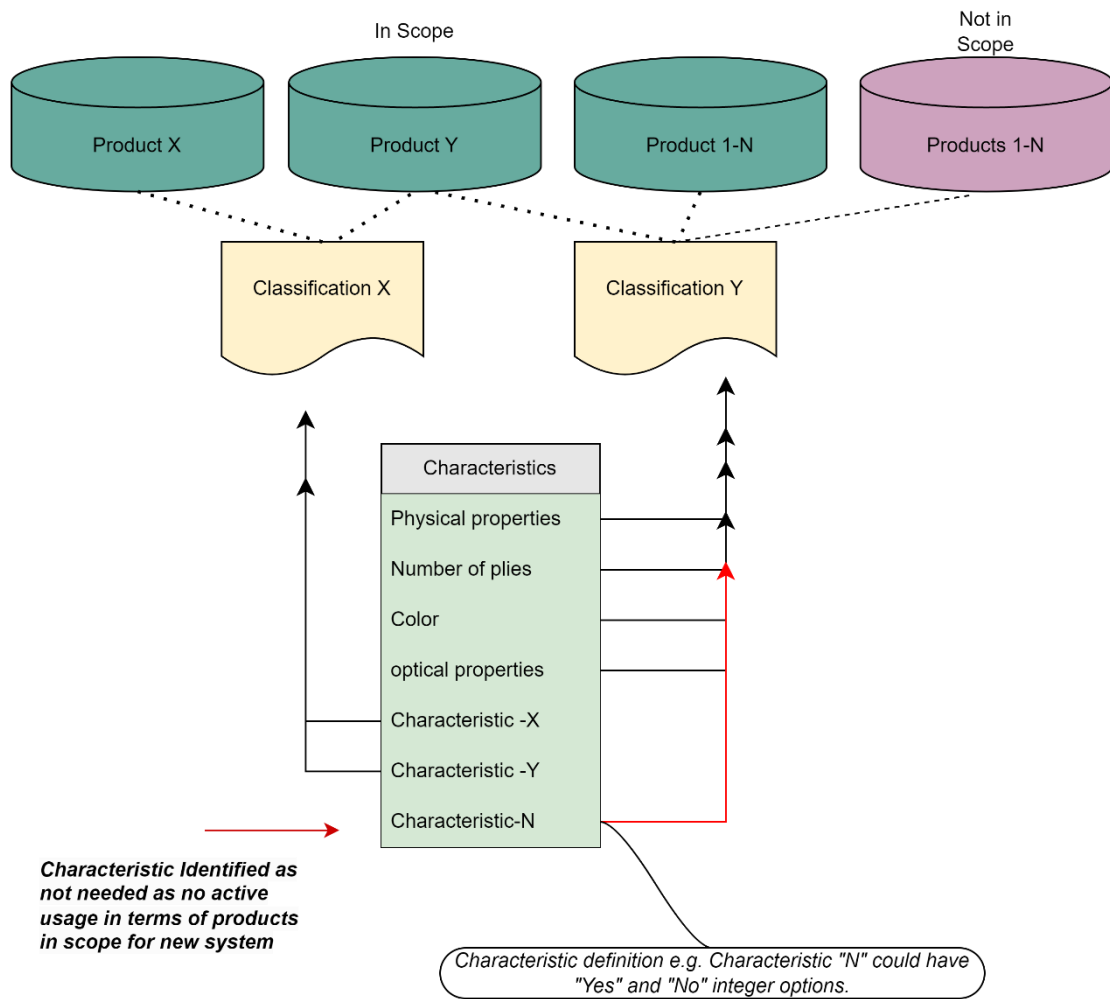 In Scope
Not in
Scope
Product X
Product Y
Product 1-N
Products 1-N
Classification X
Classification Y
Characteristics
Physical properties
Number of plies
Color
optical properties
Characteristic -X
Characteristic -Y
Characteristic-N
Characteristic Identified as
not needed as no active
usage in terms of products
in scope for new system
Characteristic definition e.g. Characteristic "N" could have
"Yes" and "No" integer options.